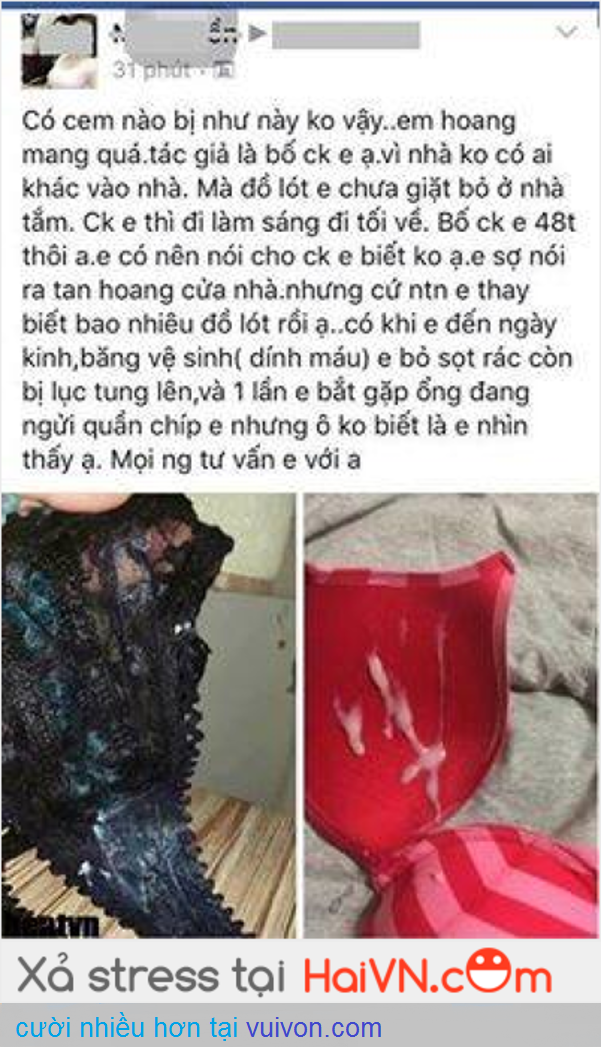 31 phút
Có cem nào bị như này ko vậy..em hoang
mang quá.tác giả là bố ck e ạ.vì nhà ko có ai
khác vào nhà. Mà đồ lót e chưa giặt bỏ ở nhà
tắm. Ck e thì đi làm sáng đi tối về. Bố ck e 48t
thôi a.e có nên nói cho ck e biết ko ạ.e sợ nói
ra tan hoang cửa nhà.nhưng cứ ntn e thay
biết bao nhiêu đồ lót rồi ạ..có khi e đến ngày
kinh,băng vệ sinh( dính máu) e bỏ sọt rác còn
bị lục tung lên,và 1 lần e bắt gặp ổng đang
ngửi quần chíp e nhưng ô ko biết là e nhìn
thấy ạ. Mọi ng tư vấn e với a
Xả stress tại HaiVN.com
cười nhiều hơn tại vuivon.com